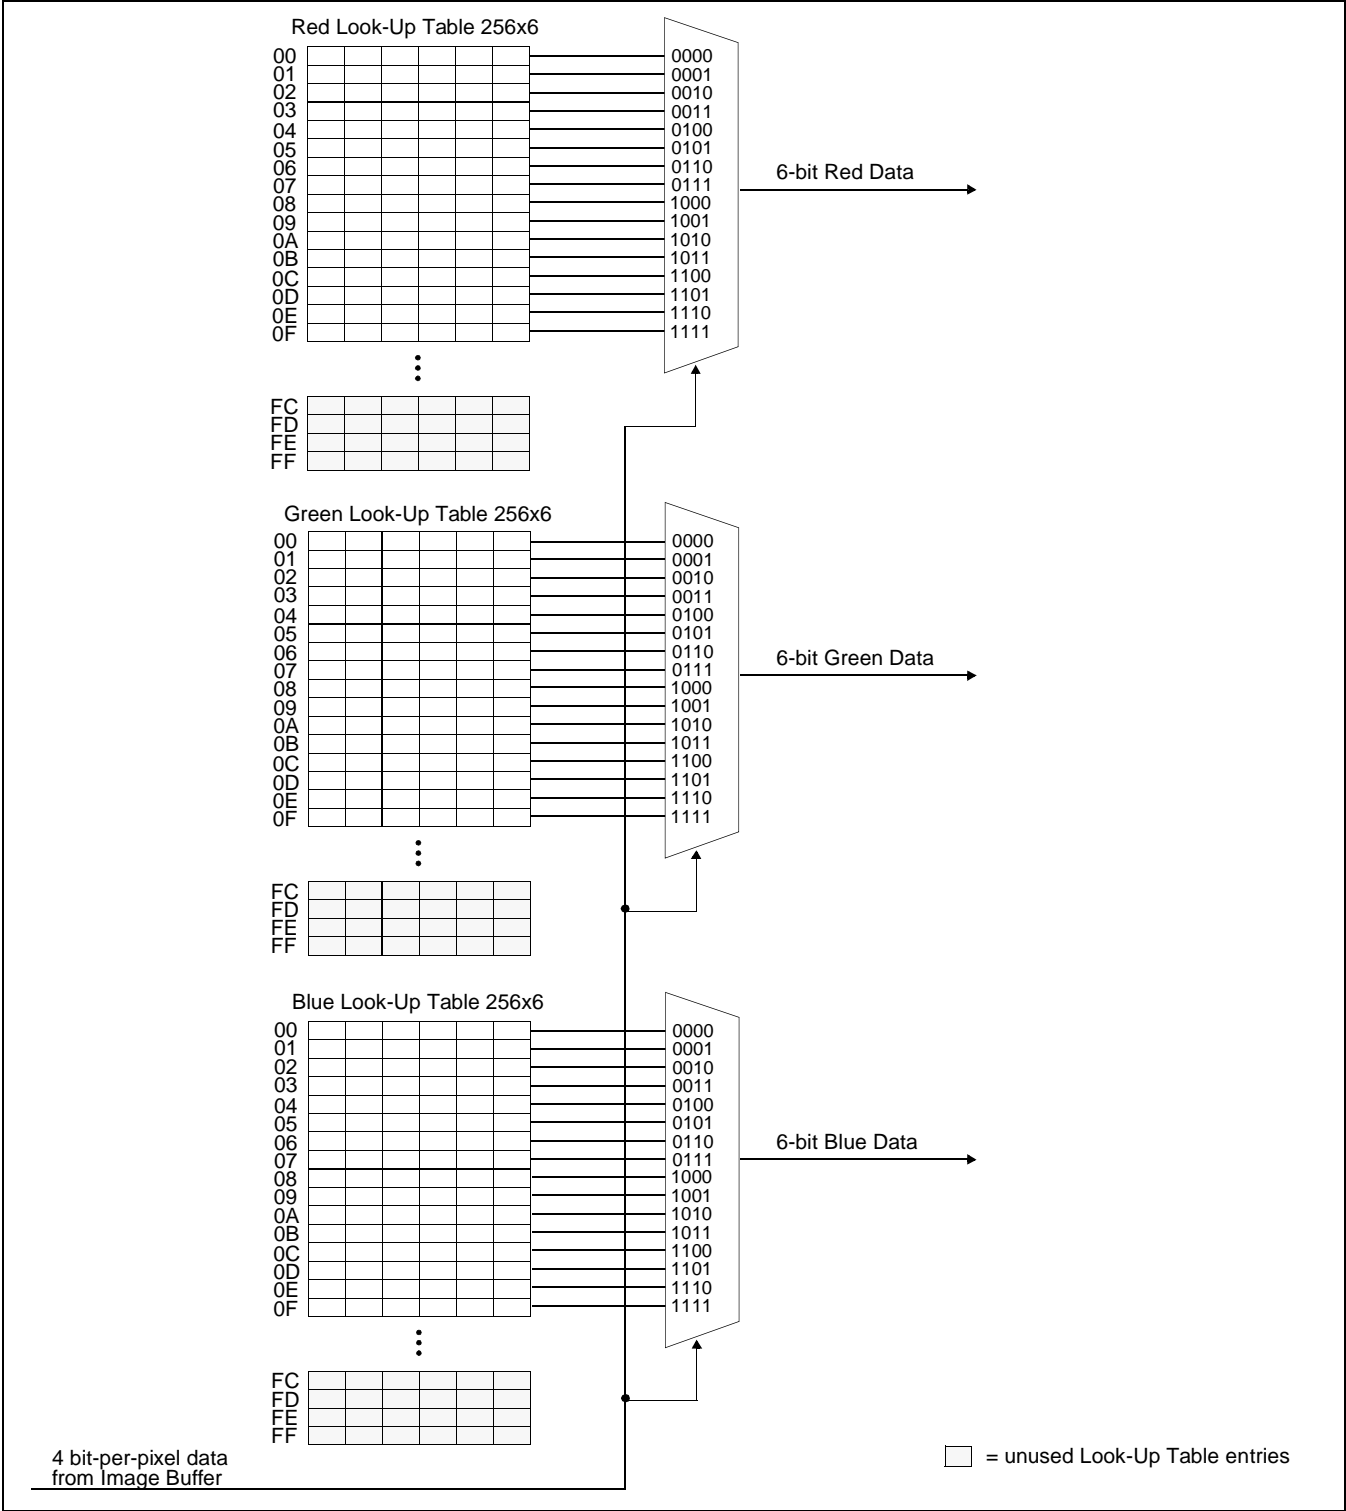 Red Look-Up Table 256x6
00 0000
01 0001
02 0010
03 0011
04 0100
05 0101
06 0110
07 0111
08 1000
09 1001
0A 1010
0B 1011
0C 1100
0D 1101
0E 1110
0F 1111
6-bit Red Data
FC
FD
FE
FF
Green Look-Up Table 256x6
00 0000
01 0001
02 0010
03 0011
04 0100
05 0101
06 0110
07 0111
08 1000
09 1001
0A 1010
0B 1011
0C 1100
0D 1101
0E 1110
0F 1111
6-bit Green Data
FC
FD
FE
FF
Blue Look-Up Table 256x6
00 0000
01 0001
02 0010
03 0011
04 0100
05 0101
06 0110
07 0111
08 1000
09 1001
0A 1010
0B 1011
0C 1100
0D 1101
0E 1110
0F 1111
6-bit Blue Data
FC
FD
FE
FF
4 bit-per-pixel data
from Image Buffer
= unused Look-Up Table entries